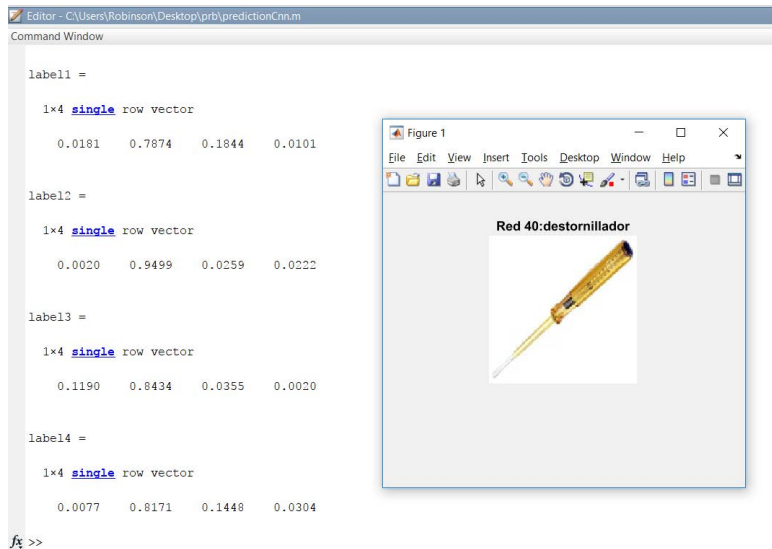 Editor - C:\Users\Robinson\Desktop\prb\predictionCnn.m
Command Window
label1 =
1×4 single row vector
0.0181 0.7874 0.1844 0.0101
label2 =
1×4 single row vector
0.0020 0.9499 0.0259 0.0222
label3 =
1×4 single row vector
0.1190 0.8434 0.0355 0.0020
label4 =
1×4 single row vector
0.0077 0.8171 0.1448 0.0304
fx >>
Figure 1
File Edit View Insert Tools Desktop Window Help
Red 40:destornillador